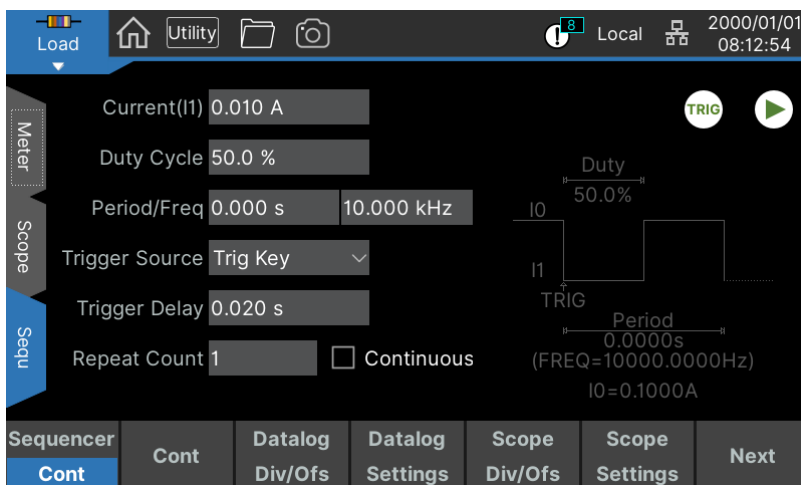 Load
Utility
8
Local
2000/01/01
08:12:54
Meter
Scope
Sequ
Current(I1) 0.010 A
Duty Cycle 50.0 %
Period/Freq 0.000 s 10.000 kHz
Trigger Source Trig Key
Trigger Delay 0.020 s
Repeat Count 1 Continuous
TRIG
Duty
50.0%
I0
I1
TRIG
Period
0.0000s
(FREQ=10000.0000Hz)
I0=0.1000A
Sequencer
Cont
Cont
Datalog
Div/Ofs
Datalog
Settings
Scope
Div/Ofs
Scope
Settings
Next